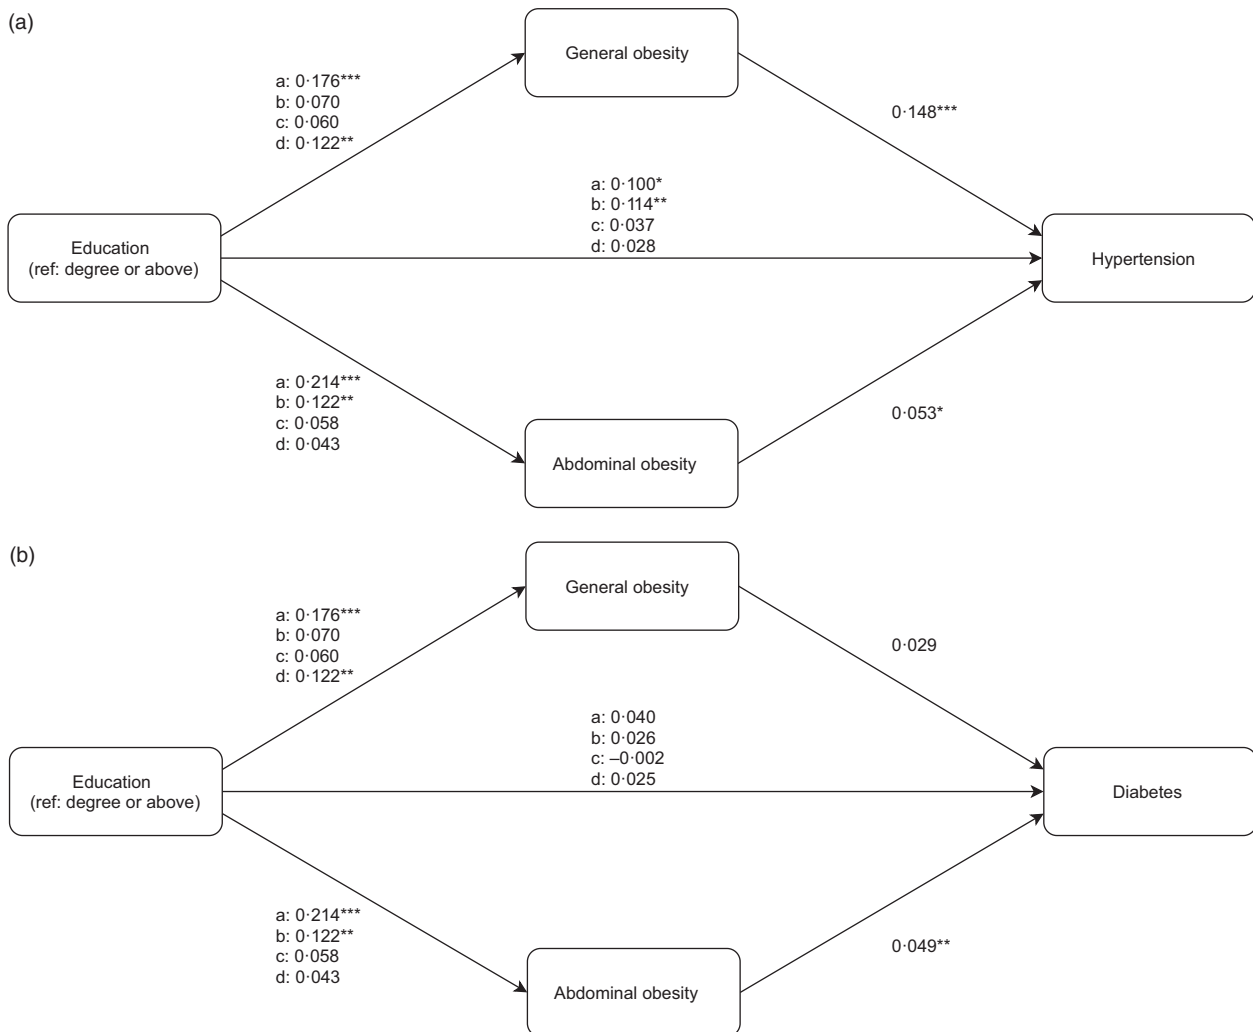 (a)
General obesity
a: 0·176***
b: 0·070
c: 0·060
d: 0·122**
0·148***
a: 0·100*
b: 0·114**
c: 0·037
d: 0·028
Education
(ref: degree or above)
Hypertension
a: 0·214***
b: 0·122**
c: 0·058
d: 0·043
0·053*
Abdominal obesity
(b)
General obesity
a: 0·176***
b: 0·070
c: 0·060
d: 0·122**
0·029
a: 0·040
b: 0·026
c: –0·002
d: 0·025
Education
(ref: degree or above)
Diabetes
a: 0·214***
b: 0·122**
c: 0·058
d: 0·043
0·049**
Abdominal obesity